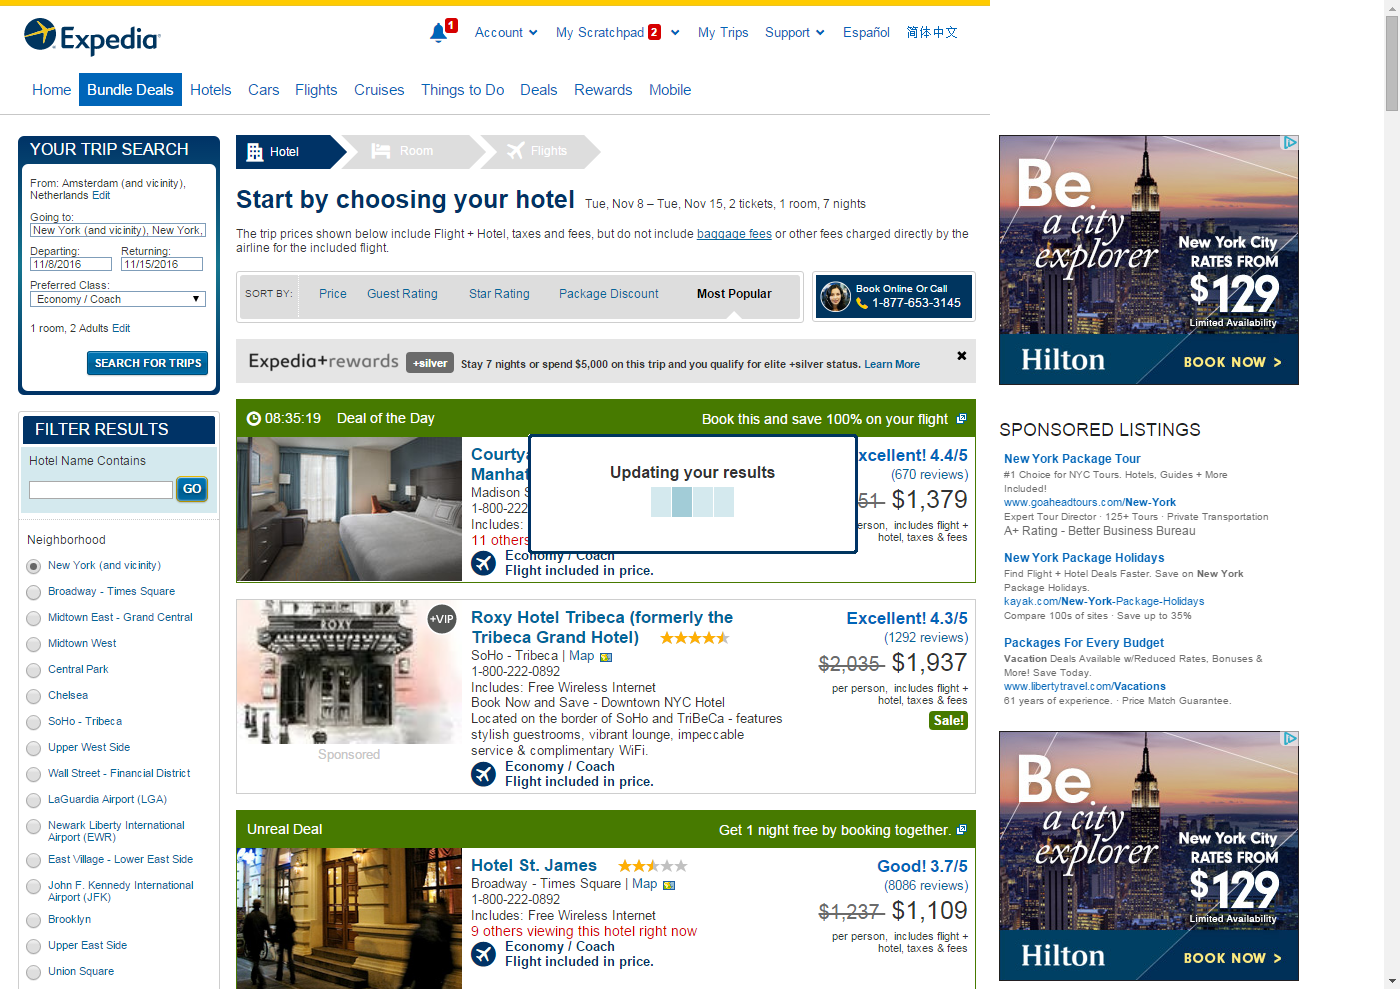 Expedia
1
Account
My Scratchpad 2
My Trips
Support
Español
简体中文
Home
Bundle Deals
Hotels
Cars
Flights
Cruises
Things to Do
Deals
Rewards
Mobile
YOUR TRIP SEARCH
From: Amsterdam (and vicinity),
Netherlands Edit
Going to:
New York (and vicinity), New York,
Departing:
Returning:
11/8/2016
11/15/2016
Preferred Class:
Economy / Coach
1 room, 2 Adults Edit
SEARCH FOR TRIPS
FILTER RESULTS
Hotel Name Contains
GO
Neighborhood
New York (and vicinity)
Broadway - Times Square
Midtown East - Grand Central
Midtown West
Central Park
Chelsea
SoHo - Tribeca
Upper West Side
Wall Street - Financial District
LaGuardia Airport (LGA)
Newark Liberty International
Airport (EWR)
East Village - Lower East Side
John F. Kennedy International
Airport (JFK)
Brooklyn
Upper East Side
Union Square
Hotel
Room
Flights
Start by choosing your hotel
Tue, Nov 8 – Tue, Nov 15, 2 tickets, 1 room, 7 nights
The trip prices shown below include Flight + Hotel, taxes and fees, but do not include baggage fees or other fees charged directly by the
airline for the included flight.
SORT BY:
Price
Guest Rating
Star Rating
Package Discount
Most Popular
Book Online Or Call
1-877-653-3145
Expedia+rewards
+silver
Stay 7 nights or spend $5,000 on this trip and you qualify for elite +silver status. Learn More
08:35:19
Deal of the Day
Book this and save 100% on your flight
Courtya
Manhat
Madison S
1-800-222
Includes:
11 others
Economy / Coach
Flight included in price.
xcellent! 4.4/5
(670 reviews)
51 $1,379
erson, includes flight +
hotel, taxes & fees
Updating your results
ROXY
+VIP
Sponsored
Roxy Hotel Tribeca (formerly the
Tribeca Grand Hotel)
SoHo - Tribeca | Map
1-800-222-0892
Includes: Free Wireless Internet
Book Now and Save - Downtown NYC Hotel
Located on the border of SoHo and TriBeCa - features
stylish guestrooms, vibrant lounge, impeccable
service & complimentary WiFi.
Economy / Coach
Flight included in price.
Excellent! 4.3/5
(1292 reviews)
$2,035 $1,937
per person, includes flight +
hotel, taxes & fees
Sale!
Unreal Deal
Get 1 night free by booking together.
Hotel St. James
Broadway - Times Square | Map
1-800-222-0892
Includes: Free Wireless Internet
9 others viewing this hotel right now
Economy / Coach
Flight included in price.
Good! 3.7/5
(8086 reviews)
$1,237 $1,109
per person, includes flight +
hotel, taxes & fees
Be
a city
explorer
New York City
RATES FROM
$129
Limited Availability
Hilton
BOOK NOW >
SPONSORED LISTINGS
New York Package Tour
#1 Choice for NYC Tours. Hotels, Guides + More
Included!
www.goaheadtours.com/New-York
Expert Tour Director · 125+ Tours · Private Transportation
A+ Rating - Better Business Bureau
New York Package Holidays
Find Flight + Hotel Deals Faster. Save on New York
Package Holidays.
kayak.com/New-York-Package-Holidays
Compare 100s of sites · Save up to 35%
Packages For Every Budget
Vacation Deals Available w/Reduced Rates, Bonuses &
More! Save Today.
www.libertytravel.com/Vacations
61 years of experience. · Price Match Guarantee.
Be
a city
explorer
New York City
RATES FROM
$129
Limited Availability
Hilton
BOOK NOW >